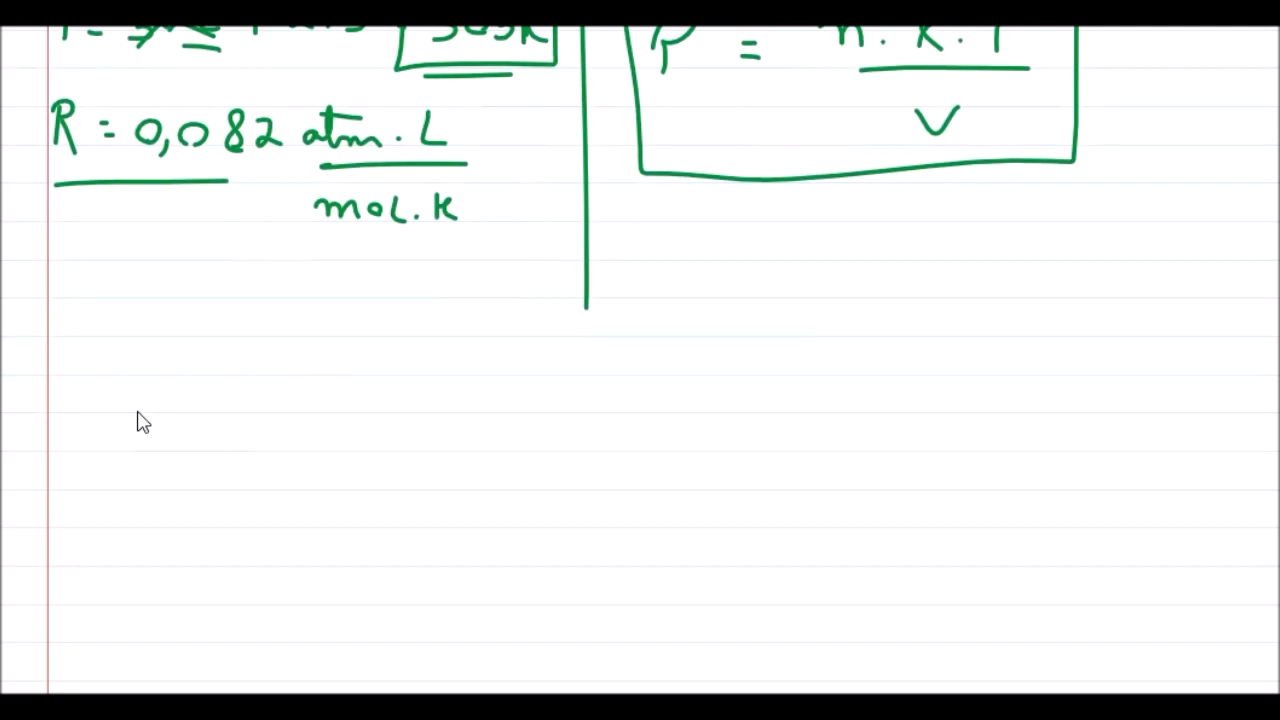 R = 0,082 atm. L
mol. K
P = n. R. T
V